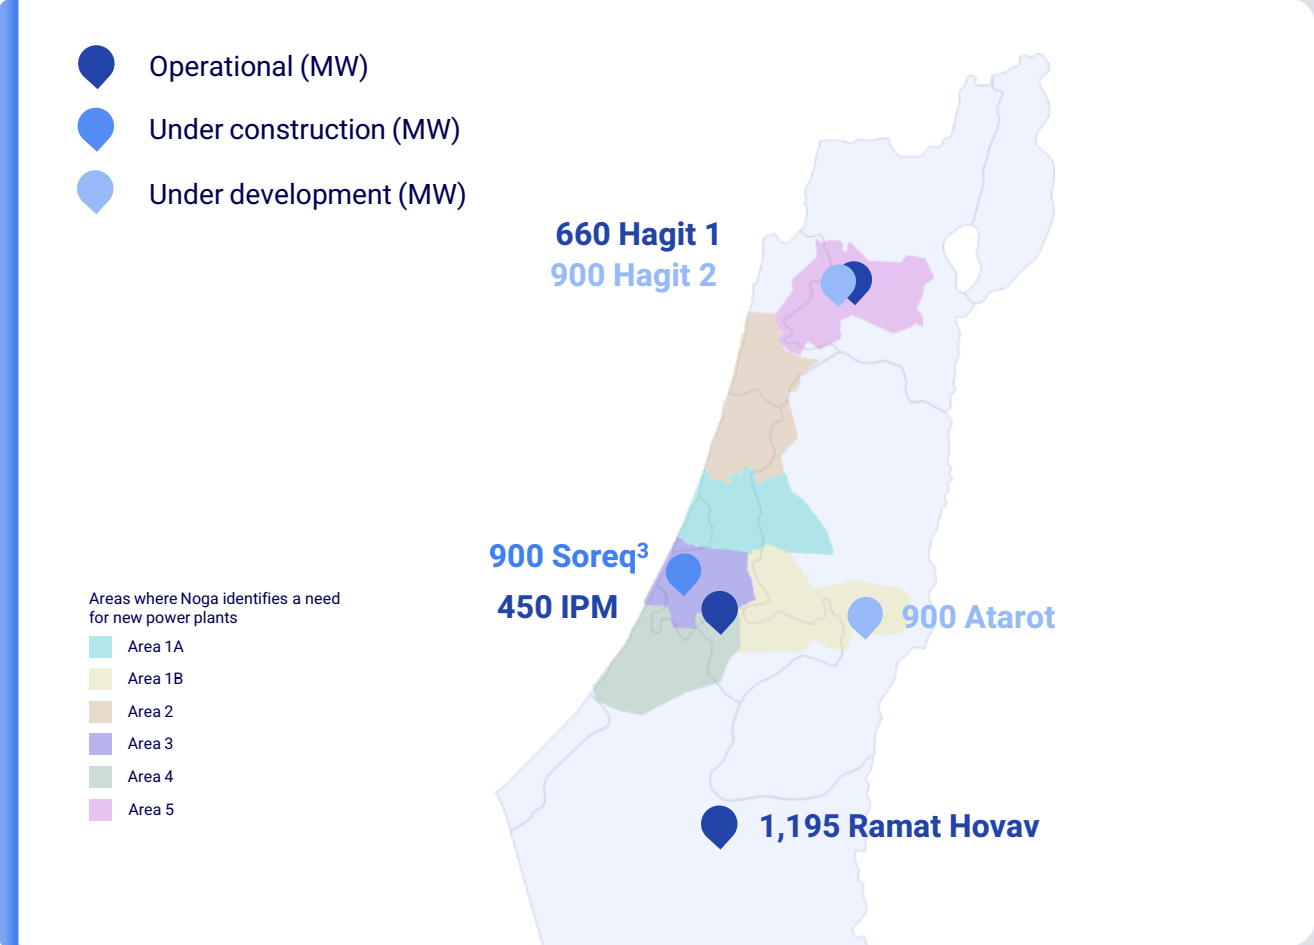 Operational (MW)
Under construction (MW)
Under development (MW)
660 Hagit 1
900 Hagit 2
900 Soreq³
450 IPM
900 Atarot
Areas where Noga identifies a need
for new power plants
Area 1A
Area 1B
Area 2
Area 3
Area 4
Area 5
1,195 Ramat Hovav